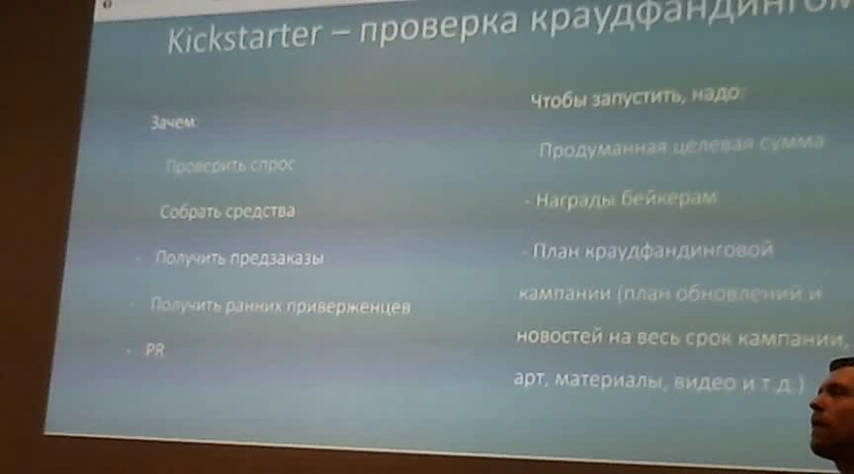 Kickstarter – проверка краудфандингом
Зачем:
Проверить спрос
Собрать средства
- Получить предзаказы
- Получить ранних приверженцев
- PR
Чтобы запустить, надо:
Продуманная целевая сумма
- Награды бейкерам
- План краудфандинговой
кампании (план обновлений и
новостей на весь срок кампании,
арт, материалы, видео и т.д.)